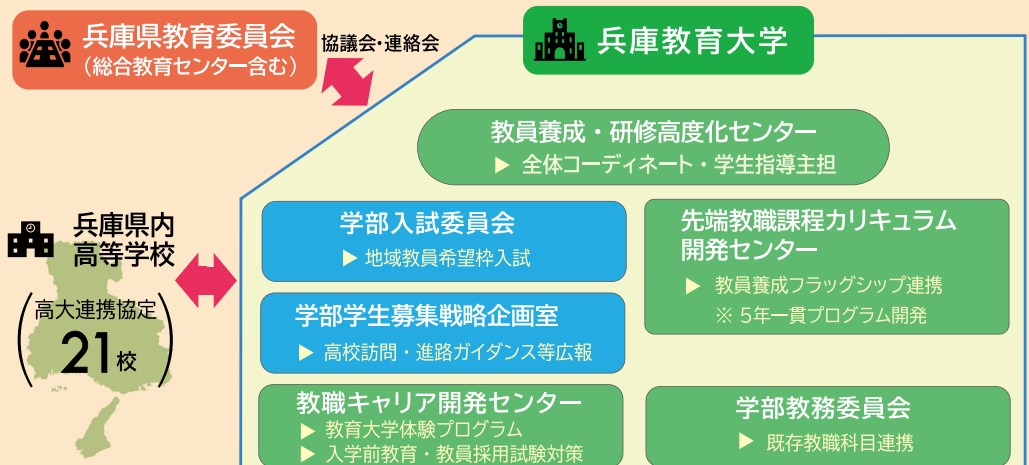 兵庫県教育委員会
(総合教育センター含む)
協議会・連絡会
兵庫教育大学
教員養成・研修高度化センター
▶ 全体コーディネート・学生指導主担
兵庫県内
高等学校
高大連携協定
21校
学部入試委員会
▶ 地域教員希望枠入試
先端教職課程カリキュラム
開発センター
▶ 教員養成フラッグシップ連携
※ 5年一貫プログラム開発
学部学生募集戦略企画室
▶ 高校訪問・進路ガイダンス等広報
教職キャリア開発センター
▶ 教育大学体験プログラム
▶ 入学前教育・教員採用試験対策
学部教務委員会
▶ 既存教職科目連携